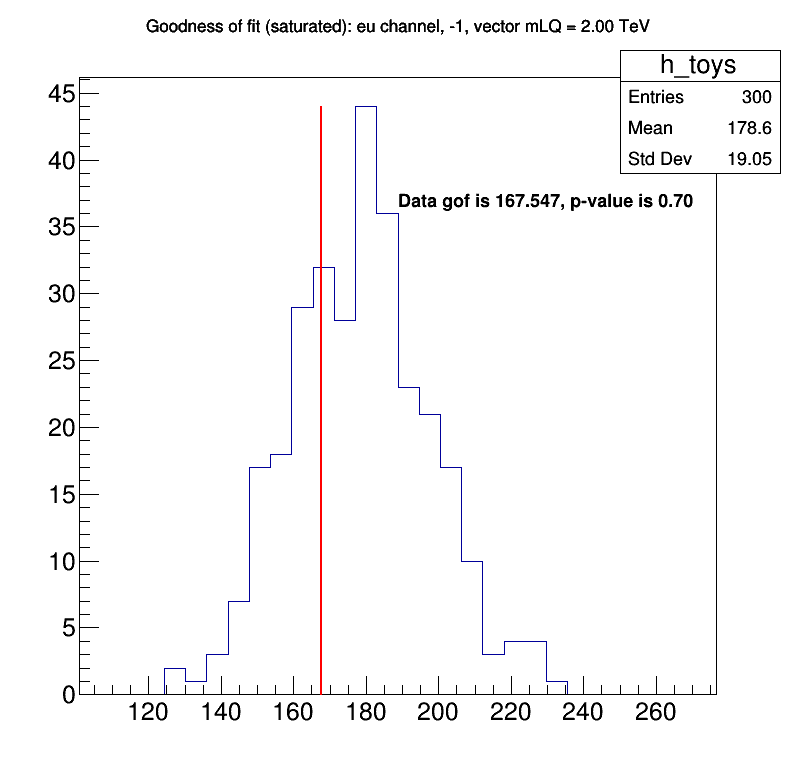 Goodness of fit (saturated): eu channel, -1, vector mLQ = 2.00 TeV
h_toys
Entries 300
Mean 178.6
Std Dev 19.05
Data gof is 167.547, p-value is 0.70
45
40
35
30
25
20
15
10
5
0
120 140 160 180 200 220 240 260